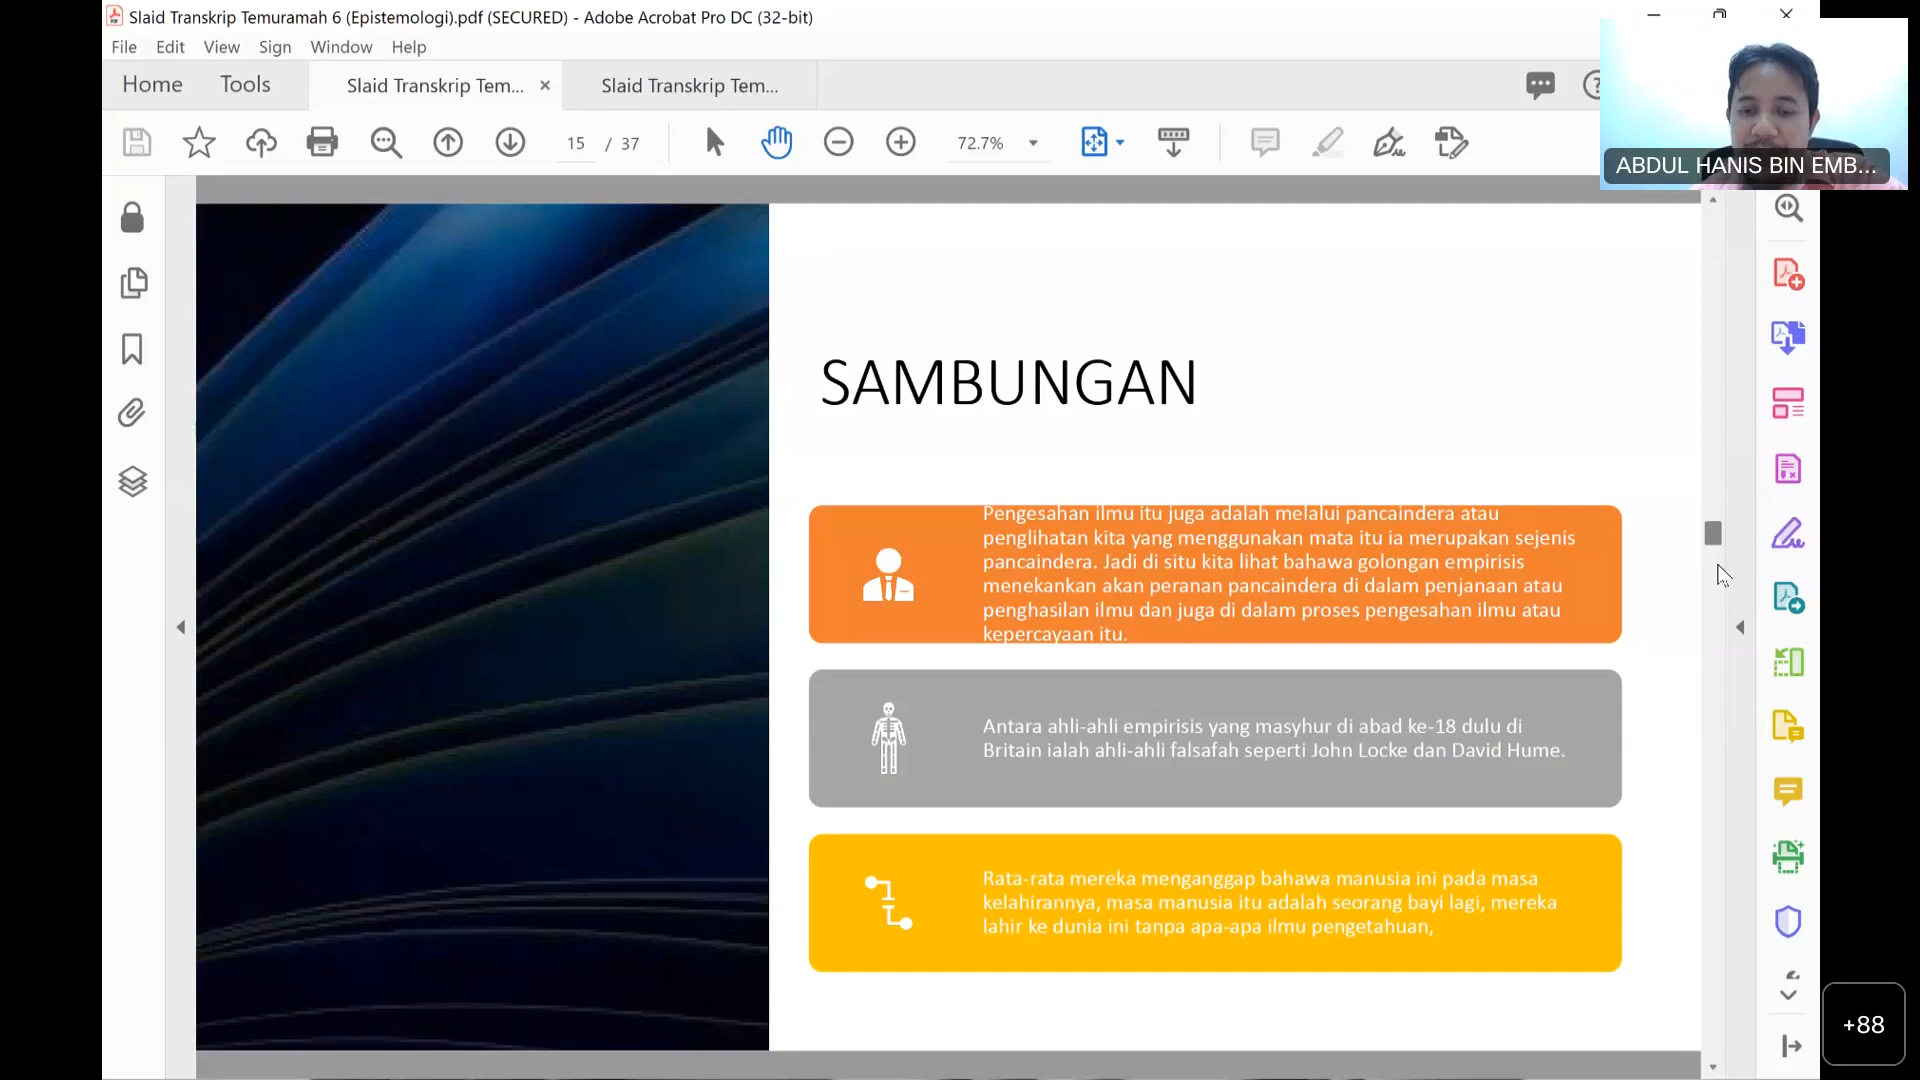 Slaid Transkrip Temuramah 6 (Epistemologi).pdf (SECURED) - Adobe Acrobat Pro DC (32-bit)
File Edit View Sign Window Help
Home Tools Slaid Transkrip Tem... Slaid Transkrip Tem...
15 / 37 72.7%
ABDUL HANIS BIN EMB...
SAMBUNGAN
Pengesahan ilmu itu juga adalah melalui pancaindera atau
penglihatan kita yang menggunakan mata itu ia merupakan sejenis
pancaindera. Jadi di situ kita lihat bahawa golongan empirisis
menekankan akan peranan pancaindera di dalam penjanaan atau
penghasilan ilmu dan juga di dalam proses pengesahan ilmu atau
kepercayaan itu.
Antara ahli-ahli empirisis yang masyhur di abad ke-18 dulu di
Britain ialah ahli-ahli falsafah seperti John Locke dan David Hume.
Rata-rata mereka menganggap bahawa manusia ini pada masa
kelahirannya, masa manusia itu adalah seorang bayi lagi, mereka
lahir ke dunia ini tanpa apa-apa ilmu pengetahuan,
+88